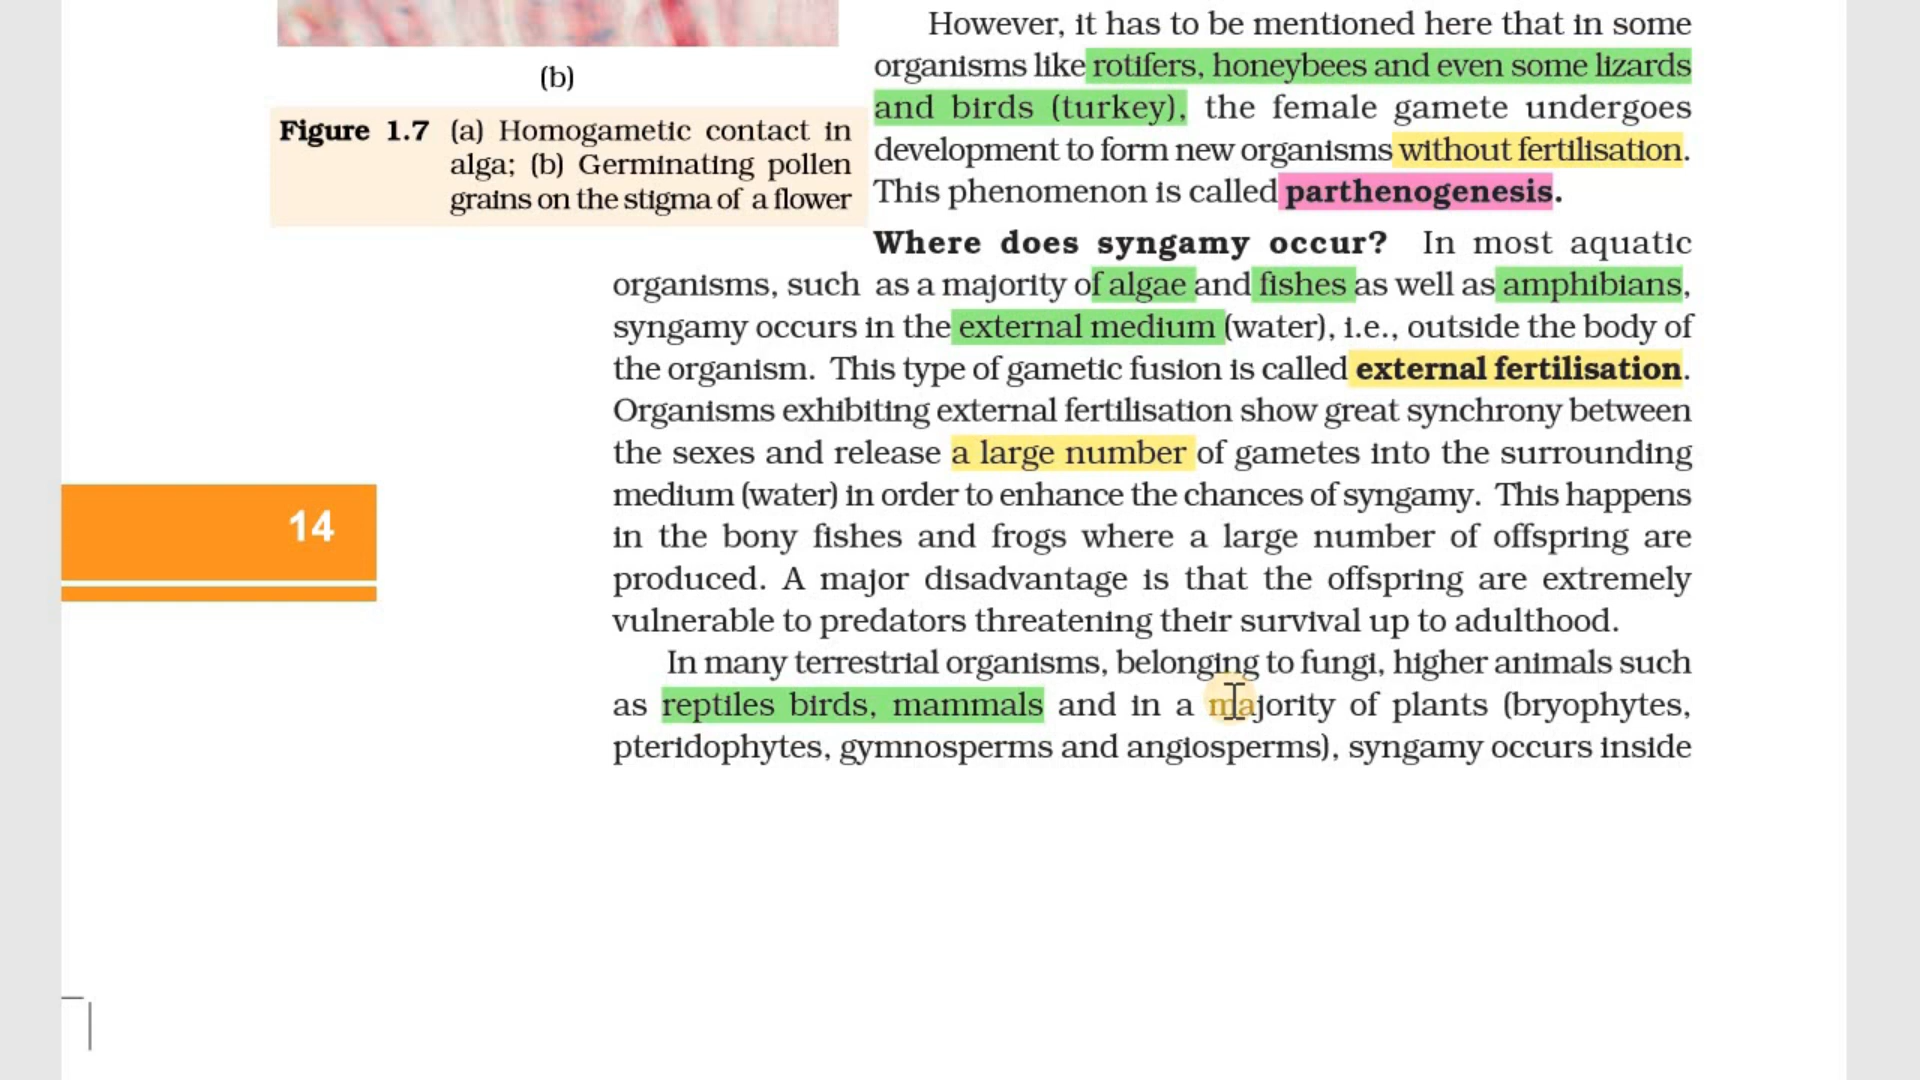 (b)
Figure 1.7 (a) Homogametic contact in
alga; (b) Germinating pollen
grains on the stigma of a flower
However, it has to be mentioned here that in some
organisms like rotifers, honeybees and even some lizards
and birds (turkey), the female gamete undergoes
development to form new organisms without fertilisation.
This phenomenon is called parthenogenesis.
Where does syngamy occur? In most aquatic
organisms, such as a majority of algae and fishes as well as amphibians,
syngamy occurs in the external medium (water), i.e., outside the body of
the organism. This type of gametic fusion is called external fertilisation.
Organisms exhibiting external fertilisation show great synchrony between
the sexes and release a large number of gametes into the surrounding
medium (water) in order to enhance the chances of syngamy. This happens
in the bony fishes and frogs where a large number of offspring are
produced. A major disadvantage is that the offspring are extremely
vulnerable to predators threatening their survival up to adulthood.
In many terrestrial organisms, belonging to fungi, higher animals such
as reptiles birds, mammals and in a majority of plants (bryophytes,
pteridophytes, gymnosperms and angiosperms), syngamy occurs inside
14